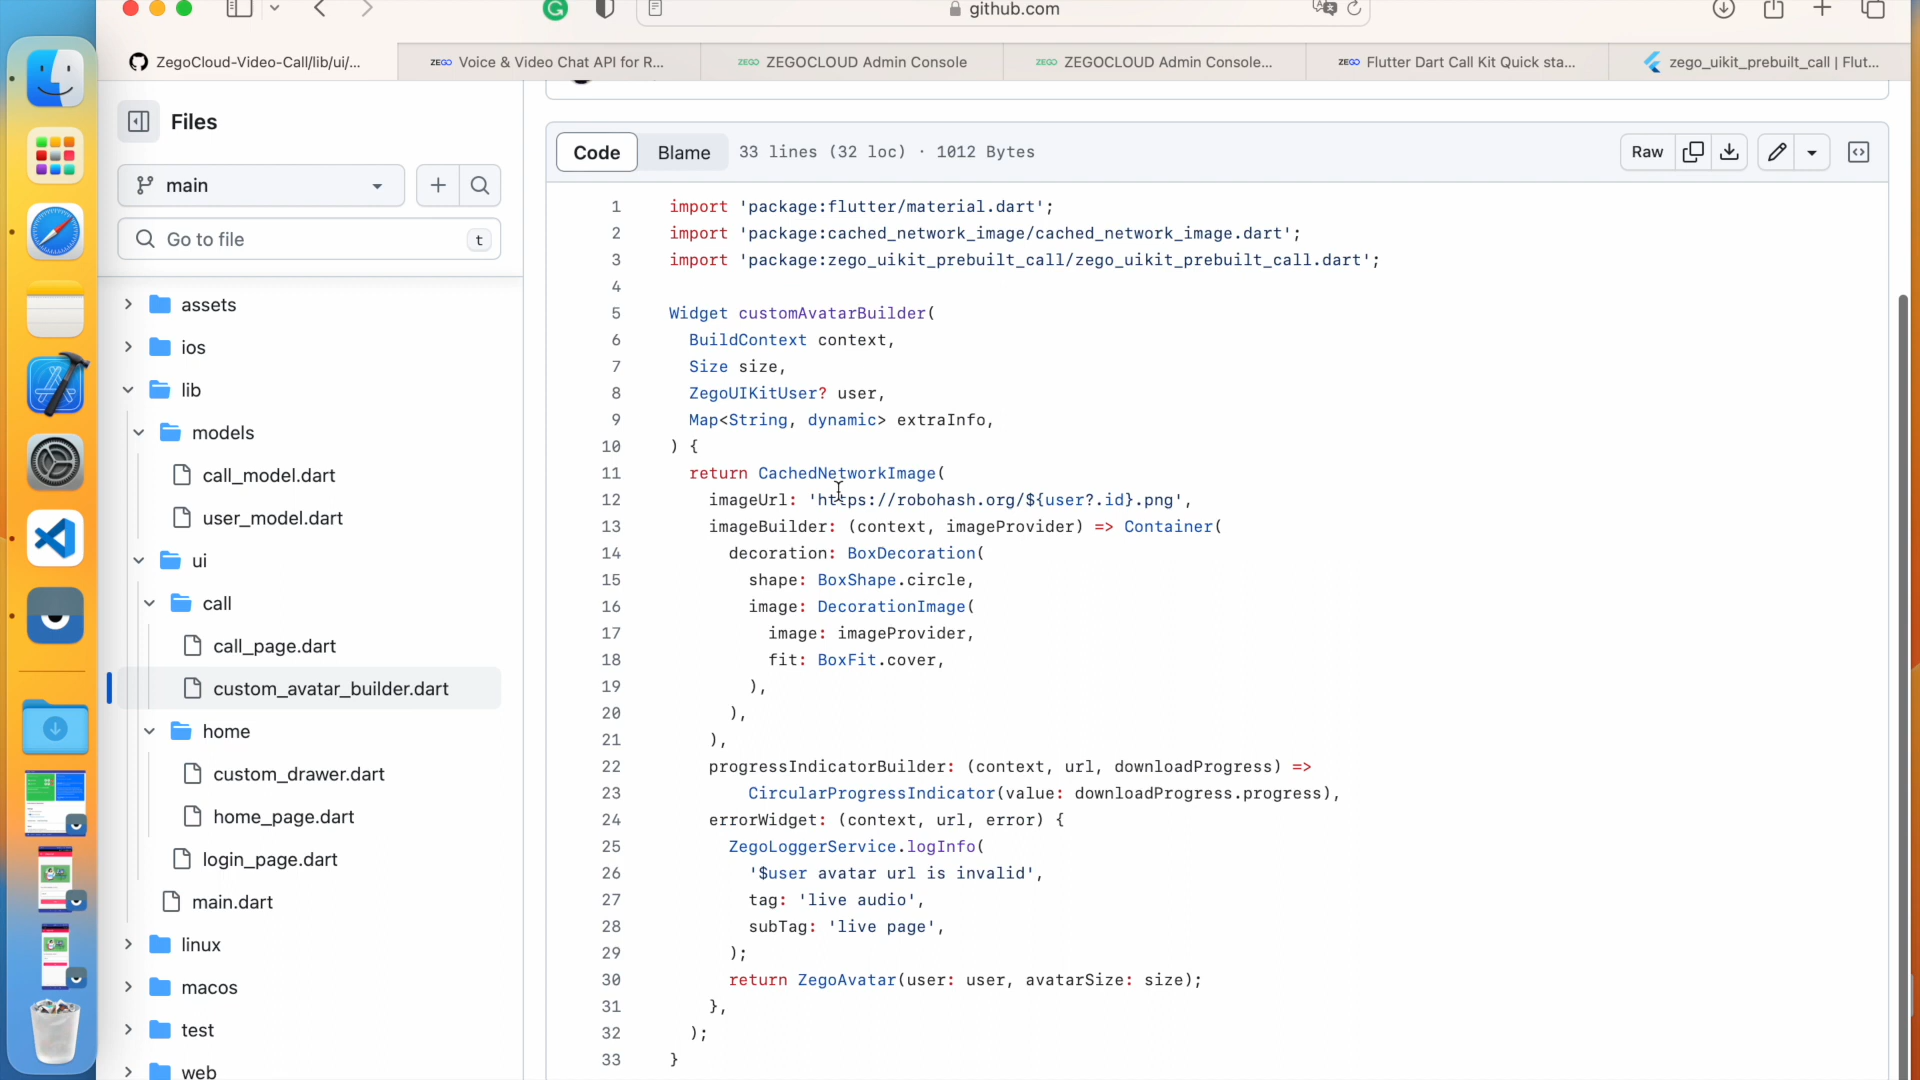 github.com
ZegoCloud-Video-Call/lib/ui/...
ZEGO Voice & Video Chat API for R...
ZEGO ZEGOCLOUD Admin Console
ZEGO ZEGOCLOUD Admin Console...
ZEGO Flutter Dart Call Kit Quick sta...
zego_uikit_prebuilt_call | Flut...
Files
main
Go to file
t
assets
ios
lib
models
call_model.dart
user_model.dart
ui
call
call_page.dart
custom_avatar_builder.dart
home
custom_drawer.dart
home_page.dart
login_page.dart
main.dart
linux
macos
test
web
Code Blame 33 lines (32 loc) · 1012 Bytes
Raw
1 import 'package:flutter/material.dart';
2 import 'package:cached_network_image/cached_network_image.dart';
3 import 'package:zego_uikit_prebuilt_call/zego_uikit_prebuilt_call.dart';
4
5 Widget customAvatarBuilder(
6 BuildContext context,
7 Size size,
8 ZegoUIKitUser? user,
9 Map<String, dynamic> extraInfo,
10 ) {
11 return CachedNetworkImage(
12 imageUrl: 'https://robohash.org/${user?.id}.png',
13 imageBuilder: (context, imageProvider) => Container(
14 decoration: BoxDecoration(
15 shape: BoxShape.circle,
16 image: DecorationImage(
17 image: imageProvider,
18 fit: BoxFit.cover,
19 ),
20 ),
21 ),
22 progressIndicatorBuilder: (context, url, downloadProgress) =>
23 CircularProgressIndicator(value: downloadProgress.progress),
24 errorWidget: (context, url, error) {
25 ZegoLoggerService.logInfo(
26 '$user avatar url is invalid',
27 tag: 'live audio',
28 subTag: 'live page',
29 );
30 return ZegoAvatar(user: user, avatarSize: size);
31 },
32 );
33 }